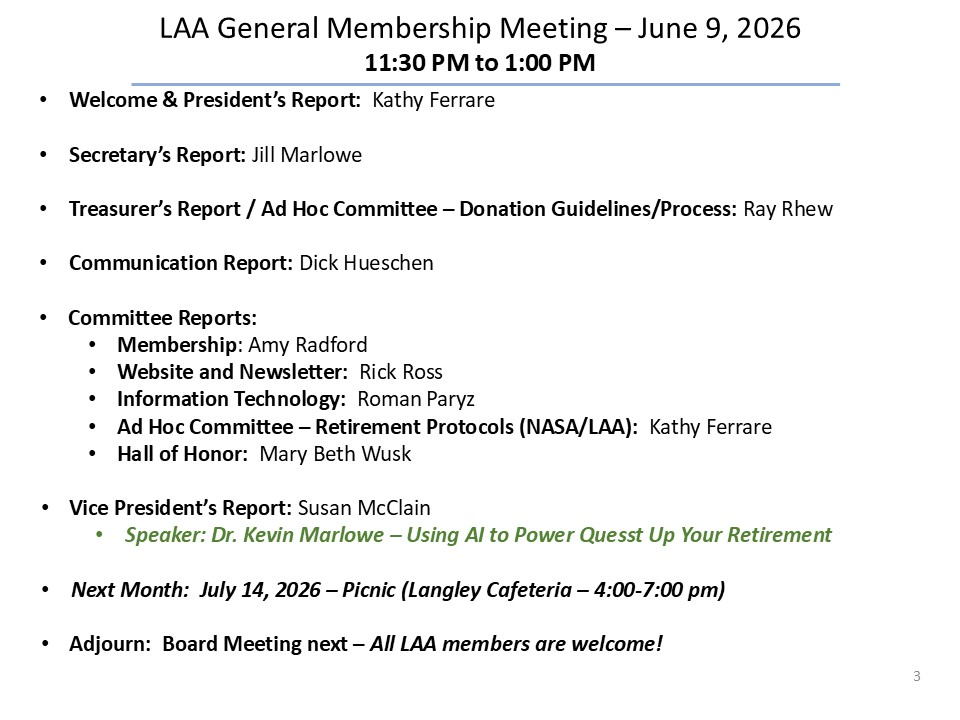 LAA General Membership Meeting – June 9, 2026
11:30 PM to 1:00 PM
• Welcome & President's Report: Kathy Ferrare
• Secretary's Report: Jill Marlowe
• Treasurer's Report / Ad Hoc Committee – Donation Guidelines/Process: Ray Rhew
• Communication Report: Dick Hueschen
• Committee Reports:
• Membership: Amy Radford
• Website and Newsletter: Rick Ross
• Information Technology: Roman Paryz
• Ad Hoc Committee – Retirement Protocols (NASA/LAA): Kathy Ferrare
• Hall of Honor: Mary Beth Wusk
• Vice President's Report: Susan McClain
• Speaker: Dr. Kevin Marlowe – Using AI to Power Quesst Up Your Retirement
• Next Month: July 14, 2026 – Picnic (Langley Cafeteria – 4:00-7:00 pm)
• Adjourn: Board Meeting next – All LAA members are welcome!
3